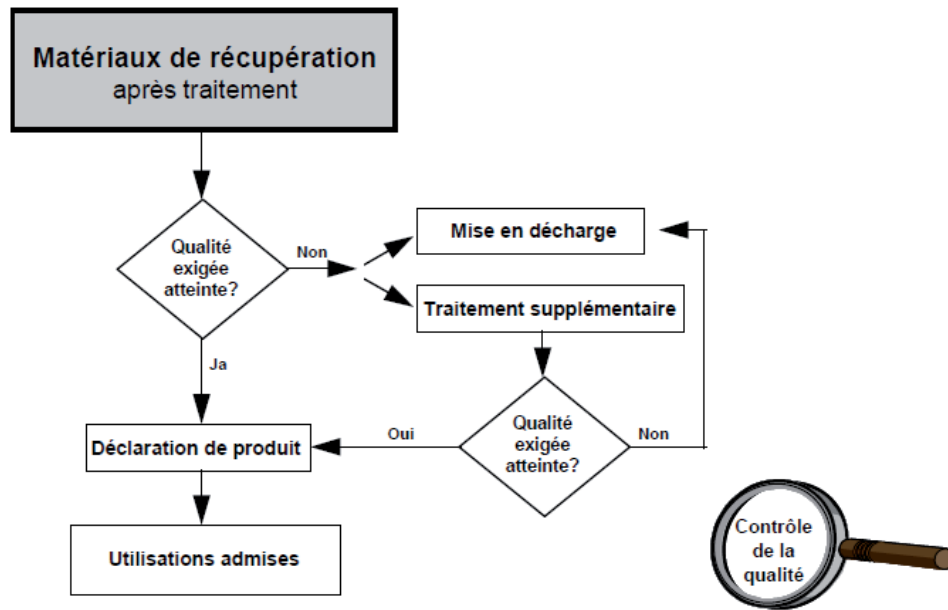 Matériaux de récupération
après traitement
Qualité
exigée
atteinte?
Non
Mise en décharge
Traitement supplémentaire
Ja
Déclaration de produit
Oui
Qualité
exigée
atteinte?
Non
Utilisations admises
Contrôle
de la
qualité